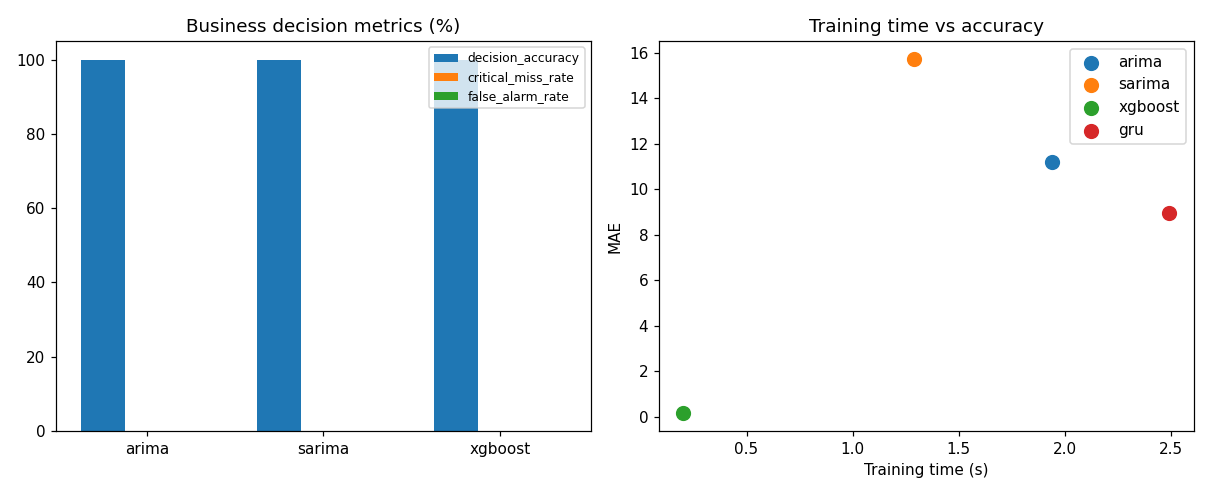 Business decision metrics (%)
100
80
60
40
20
0
decision_accuracy
critical_miss_rate
false_alarm_rate
arima
sarima
xgboost
Training time vs accuracy
MAE
16
14
12
10
8
6
4
2
0
arima
sarima
xgboost
gru
0.5
1.0
1.5
2.0
2.5
Training time (s)